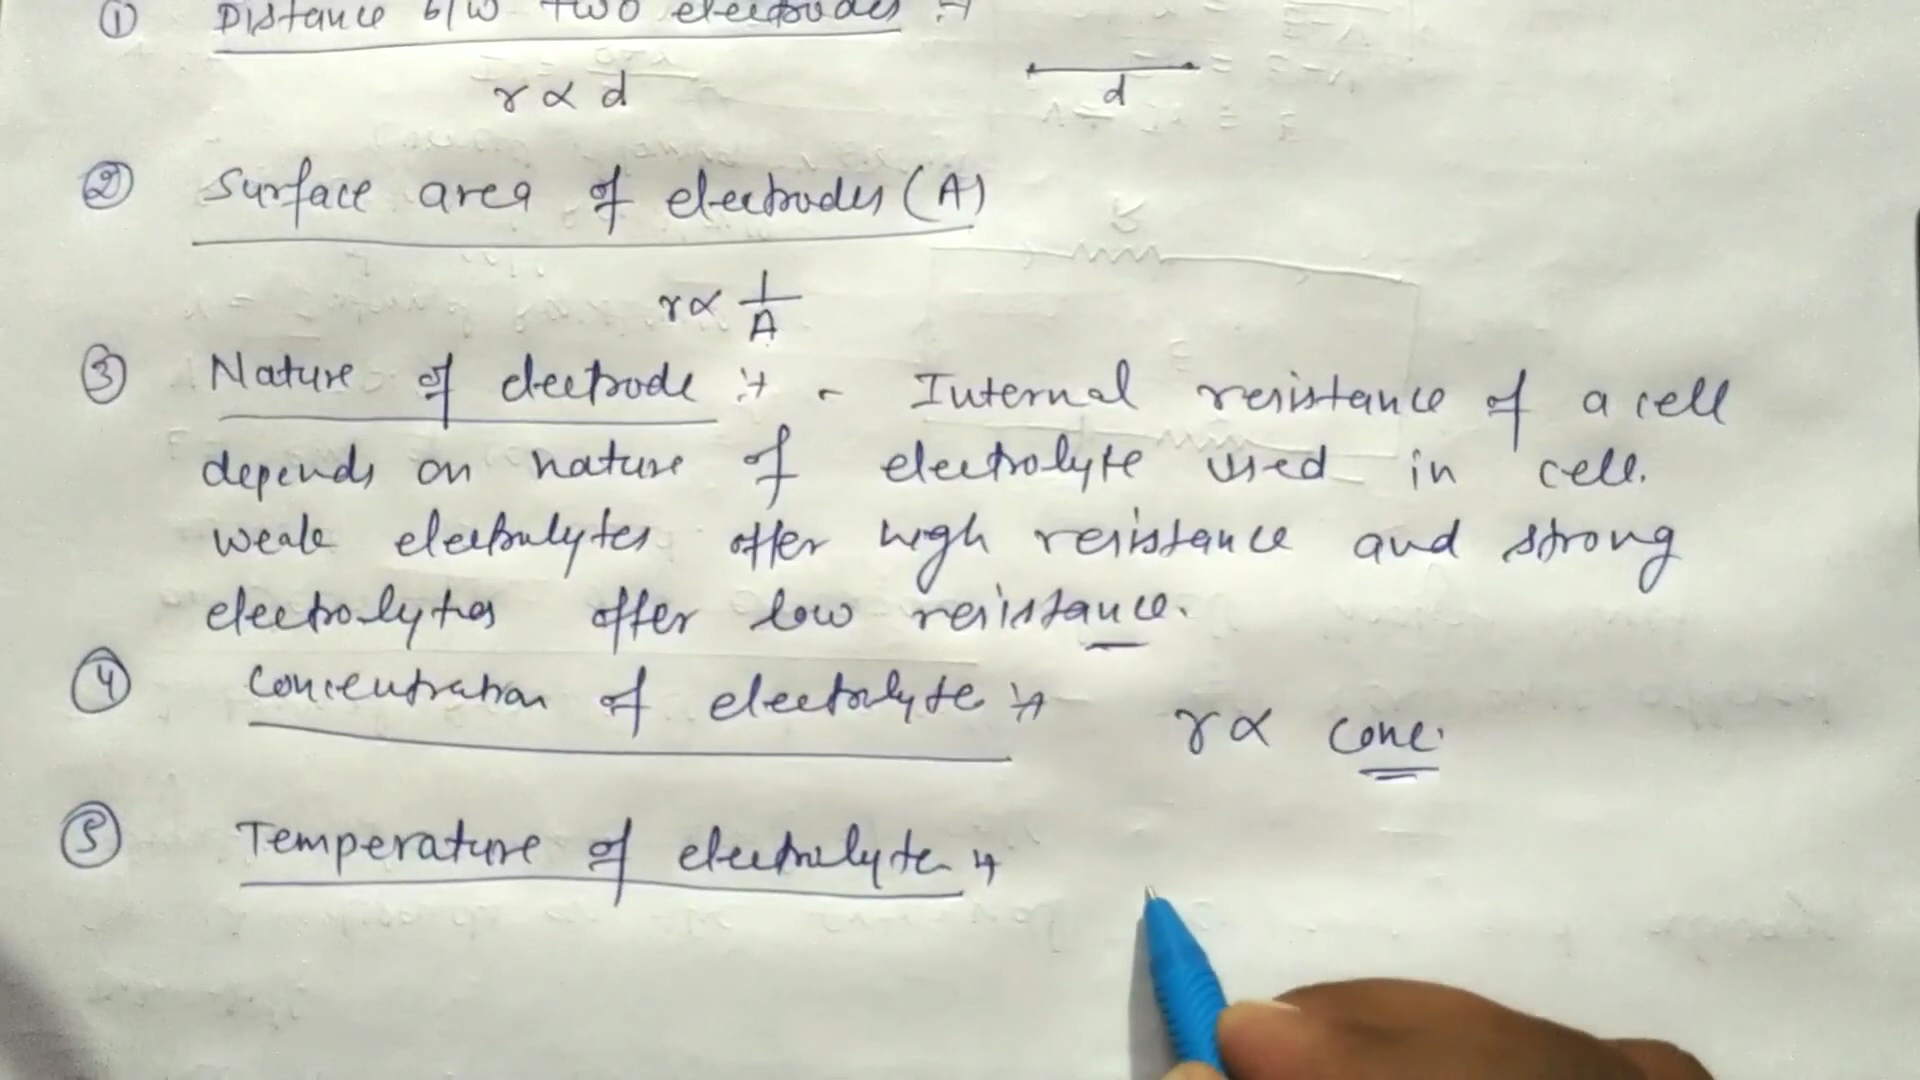 ① Distance b/w two electrodes :→
r ∝ d
d
② Surface area of electrodes (A)
r ∝ 1/A
③ Nature of electrode :→ - Internal resistance of a cell
depends on nature of electrolyte used in cell.
weak electrolytes offer high resistance and strong
electrolytes offer low resistance.
④ Concentration of electrolyte :→ r ∝ conc.
⑤ Temperature of electrolyte :→